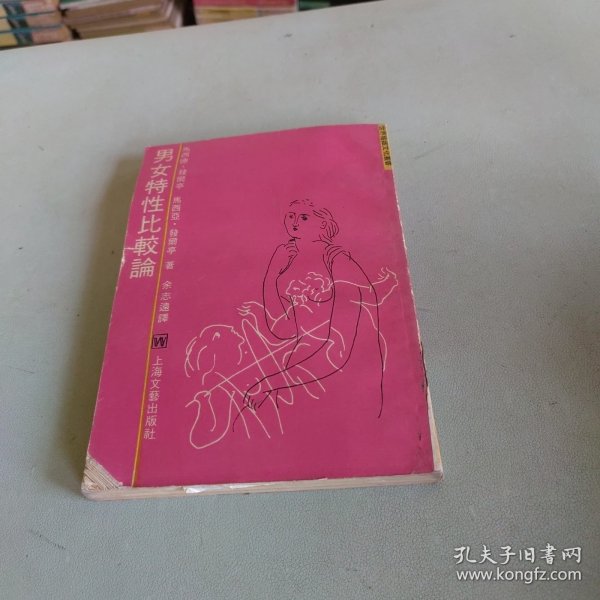 男女特性比較論
馬西亞·發爾亭 著
余志遠譯
W
上海文藝出版社
孔夫子旧书网
www.kongfz.com